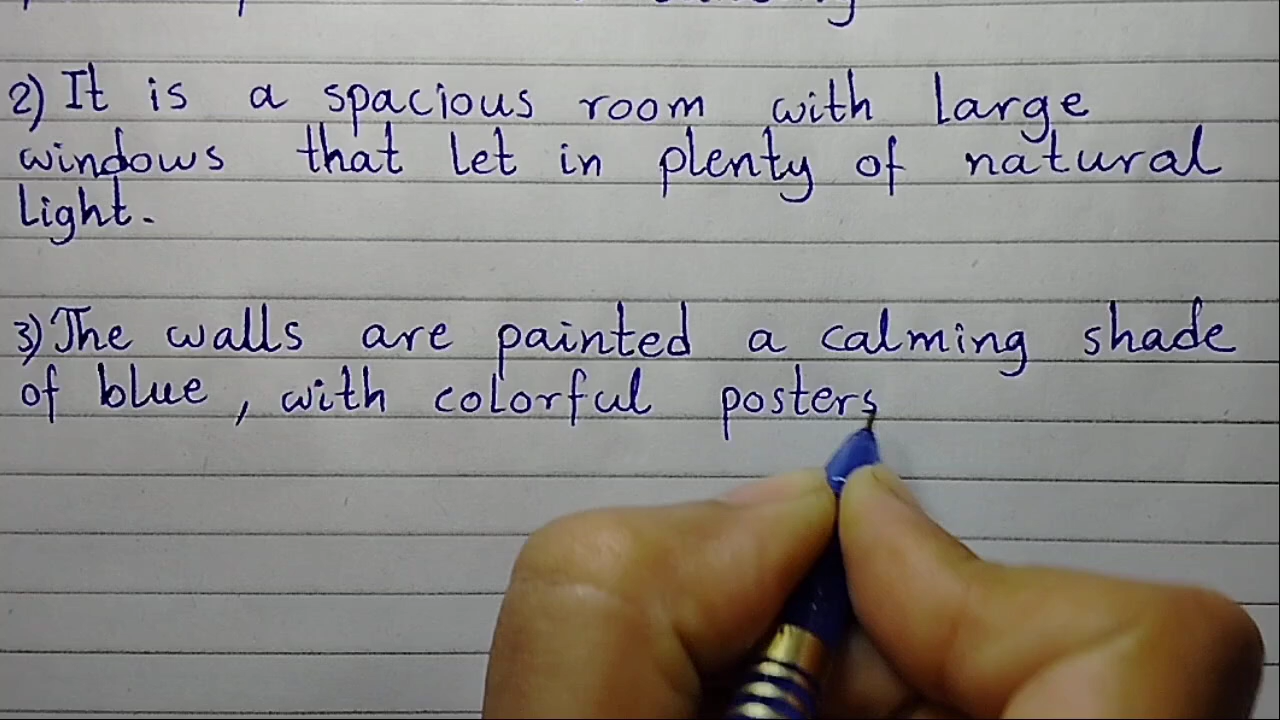 2) It is a spacious room with large
windows that let in plenty of natural
light.
3) The walls are painted a calming shade
of blue, with colorful posters